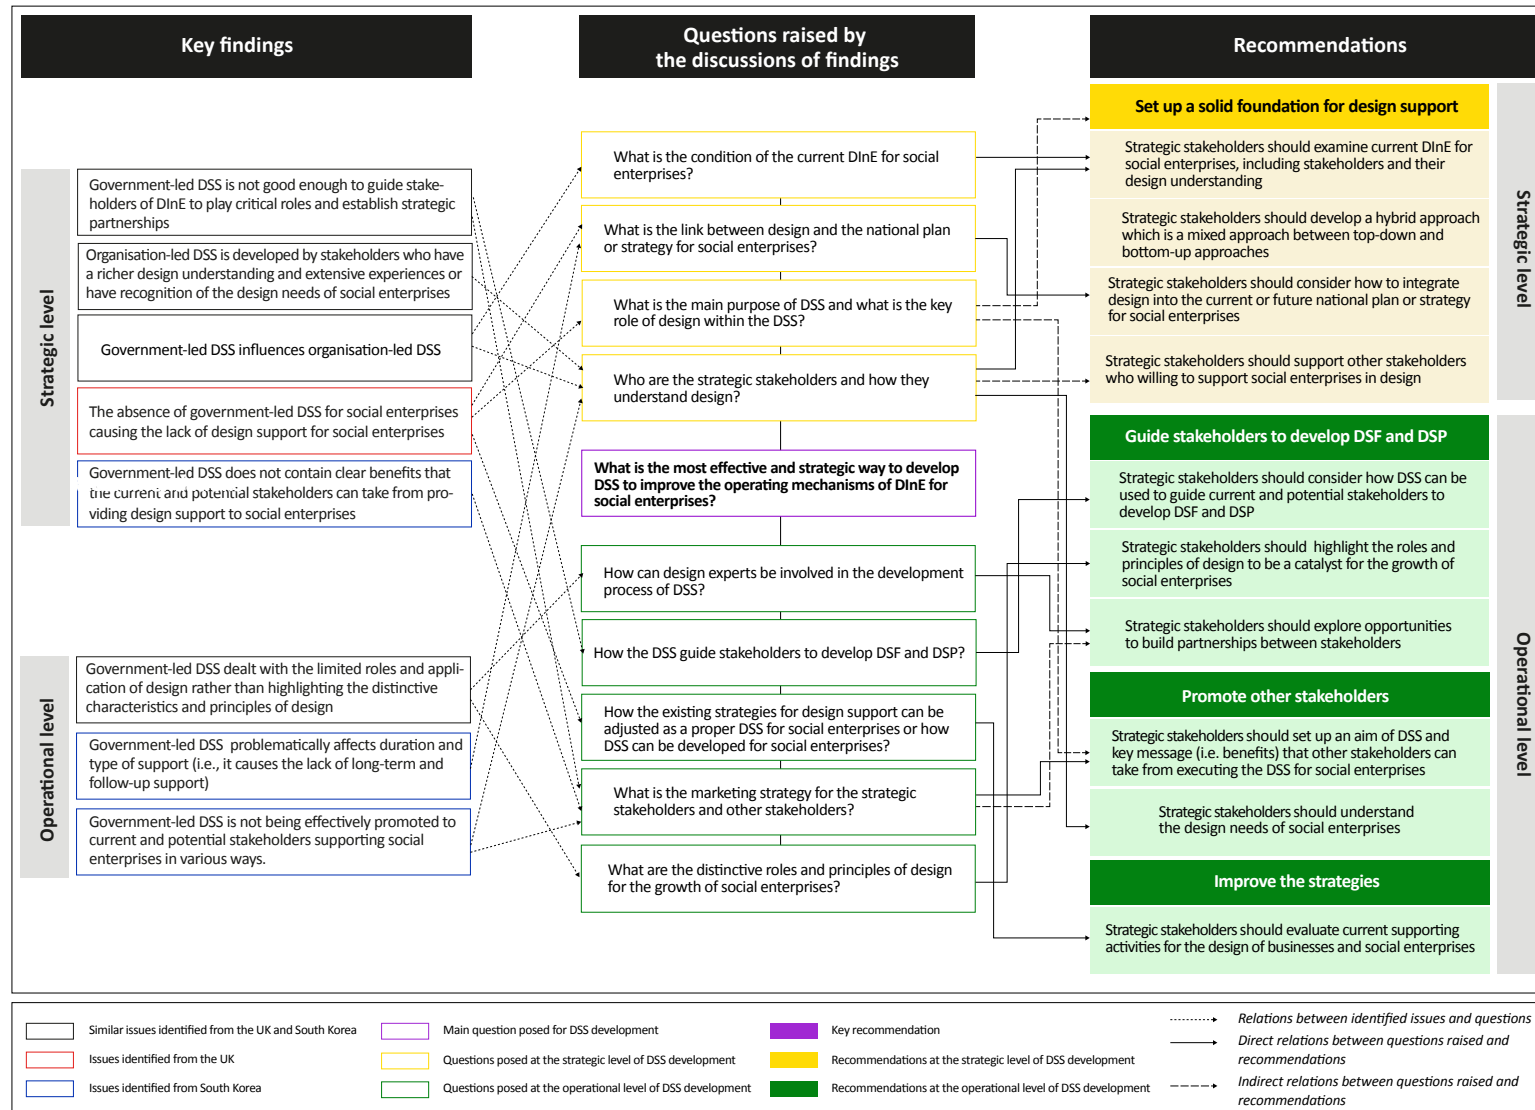 Key findings
Questions raised by
the discussions of findings
Recommendations
Strategic level
Government-led DSS is not good enough to guide stake-
holders of DInE to play critical roles and establish strategic
partnerships
Organisation-led DSS is developed by stakeholders who have
a richer design understanding and extensive experiences or
have recognition of the design needs of social enterprises
Government-led DSS influences organisation-led DSS
The absence of government-led DSS for social enterprises
causing the lack of design support for social enterprises
Government-led DSS does not contain clear benefits that
the current and potential stakeholders can take from pro-
viding design support to social enterprises
Operational level
Government-led DSS dealt with the limited roles and appli-
cation of design rather than highlighting the distinctive
characteristics and principles of design
Government-led DSS  problematically affects duration and
type of support (i.e., it causes the lack of long-term and
follow-up support)
Government-led DSS is not being effectively promoted to
current and potential stakeholders supporting social
enterprises in various ways.
What is the condition of the current DInE for social
enterprises?
What is the link between design and the national plan
or strategy for social enterprises?
What is the main purpose of DSS and what is the key
role of design within the DSS?
Who are the strategic stakeholders and how they
understand design?
What is the most effective and strategic way to develop
DSS to improve the operating mechanisms of DInE for
social enterprises?
How can design experts be involved in the development
process of DSS?
How the DSS guide stakeholders to develop DSF and DSP?
How the existing strategies for design support can be
adjusted as a proper DSS for social enterprises or how
DSS can be developed for social enterprises?
What is the marketing strategy for the strategic
stakeholders and other stakeholders?
What are the distinctive roles and principles of design
for the growth of social enterprises?
Set up a solid foundation for design support
Strategic stakeholders should examine current DInE for
social enterprises, including stakeholders and their
design understanding
Strategic stakeholders should develop a hybrid approach
which is a mixed approach between top-down and
bottom-up approaches
Strategic stakeholders should consider how to integrate
design into the current or future national plan or strategy
for social enterprises
Strategic stakeholders should support other stakeholders
who willing to support social enterprises in design
Strategic level
Guide stakeholders to develop DSF and DSP
Strategic stakeholders should consider how DSS can be
used to guide current and potential stakeholders to
develop DSF and DSP
Strategic stakeholders should  highlight the roles and
principles of design to be a catalyst for the growth of
social enterprises
Strategic stakeholders should explore opportunities
to build partnerships between stakeholders
Promote other stakeholders
Strategic stakeholders should set up an aim of DSS and
key message (i.e. benefits) that other stakeholders can
take from executing the DSS for social enterprises
Strategic stakeholders should understand
the design needs of social enterprises
Improve the strategies
Strategic stakeholders should evaluate current supporting
activities for the design of businesses and social enterprises
Operational level
Similar issues identified from the UK and South Korea
Issues identified from the UK
Issues identified from South Korea
Main question posed for DSS development
Questions posed at the strategic level of DSS development
Questions posed at the operational level of DSS development
Key recommendation
Recommendations at the strategic level of DSS development
Recommendations at the operational level of DSS development
Relations between identified issues and questions
Direct relations between questions raised and
recommendations
Indirect relations between questions raised and
recommendations